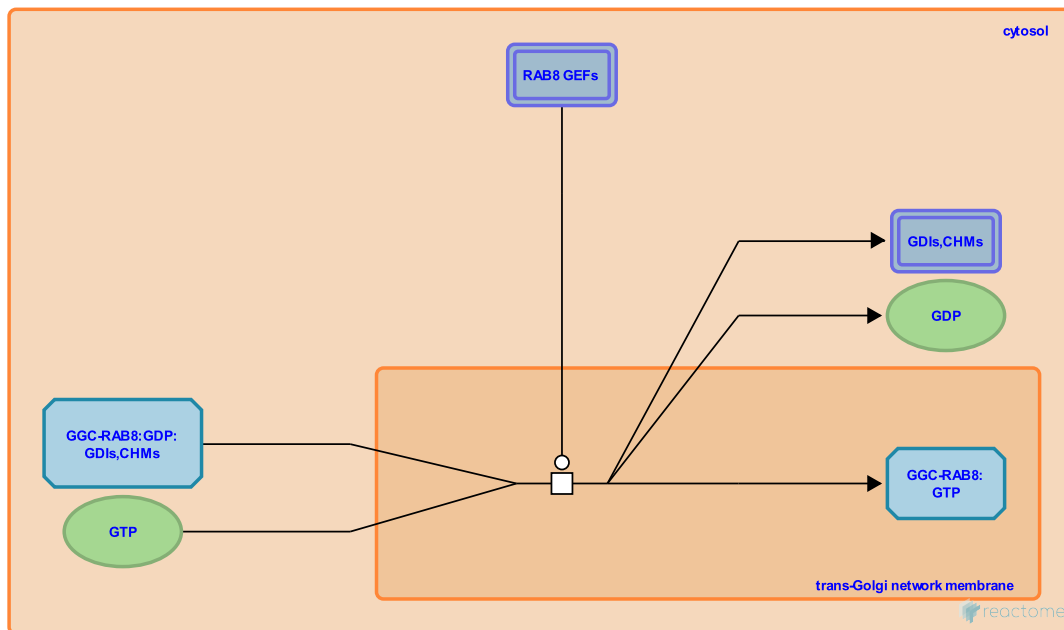 cytosol
RAB8 GEFs
GDIs,CHMs
GDP
GGC-RAB8:GDP:
GDIs,CHMs
GTP
GGC-RAB8:
GTP
trans-Golgi network membrane
reactome